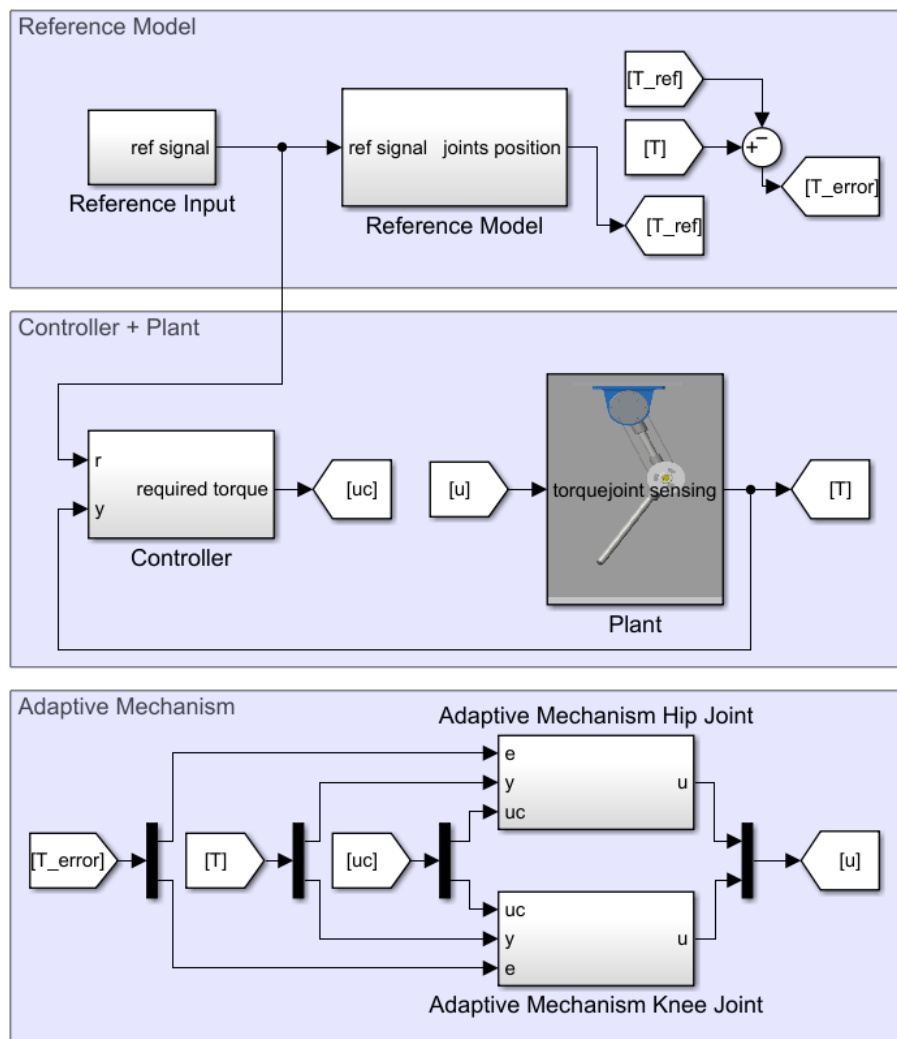 Reference Model
[T_ref]
ref signal
ref signal joints position
[T]
+ −
[T_error]
Reference Input
Reference Model
[T_ref]
Controller + Plant
r
required torque
y
[uc]
[u]
torque joint sensing
[T]
Controller
Plant
Adaptive Mechanism
Adaptive Mechanism Hip Joint
e
y
u
uc
[T_error]
[T]
[uc]
[u]
uc
y
u
e
Adaptive Mechanism Knee Joint